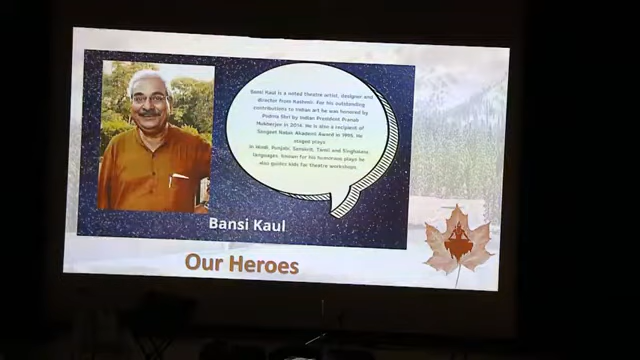 Bansi Kaul is a noted theatre artist, designer and
director from Kashmir. For his outstanding
contributions to Indian art he was honored by
Padma Shri by Indian President Pranab
Mukherjee in 2014. He is also a recipient of
Sangeet Natak Akademi Award in 1995. He
staged plays
in Hindi, Punjabi, Sanskrit, Tamil and Singhalana
languages. Known for his humorous plays he
also guides kids for theatre workshops.
Bansi Kaul
Our Heroes